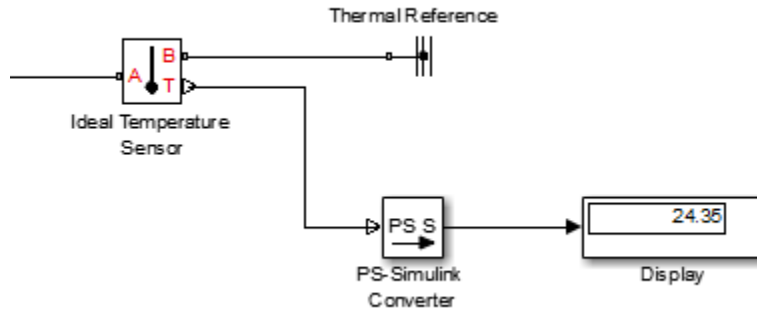 Thermal Reference
B
A
T
Ideal Temperature
Sensor
PS S
24.35
PS-Simulink
Converter
Display